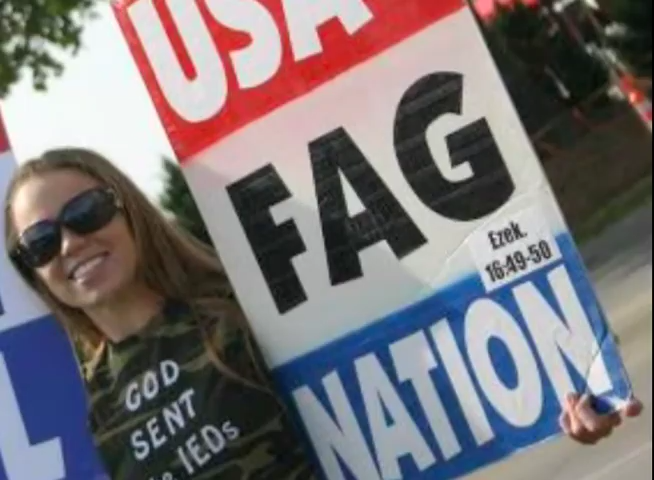 USA
FAG
Ezek.
16:49-50
NATION
GOD
SENT
IEDs
L